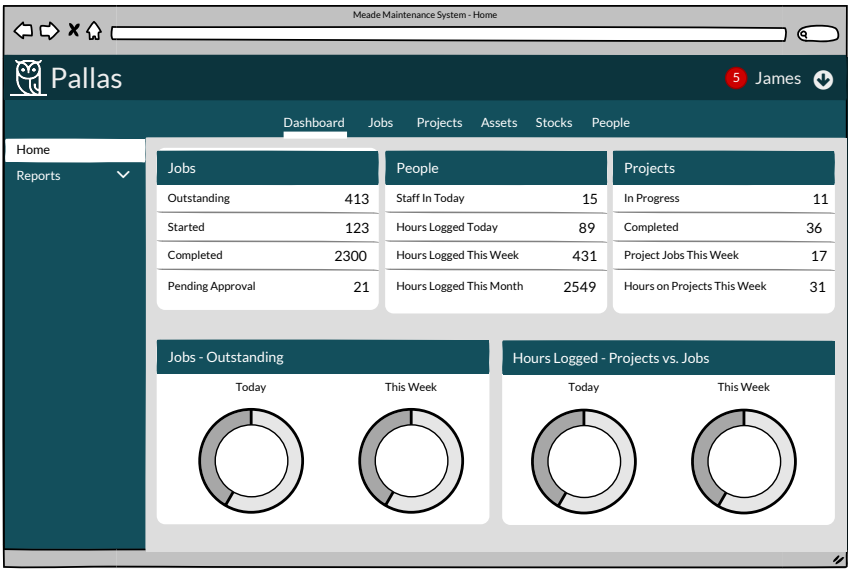 Meade Maintenance System - Home
Pallas
5 James
Dashboard Jobs Projects Assets Stocks People
Home
Reports
Jobs
Outstanding 413
Started 123
Completed 2300
Pending Approval 21
People
Staff In Today 15
Hours Logged Today 89
Hours Logged This Week 431
Hours Logged This Month 2549
Projects
In Progress 11
Completed 36
Project Jobs This Week 17
Hours on Projects This Week 31
Jobs - Outstanding
Today This Week
Hours Logged - Projects vs. Jobs
Today This Week